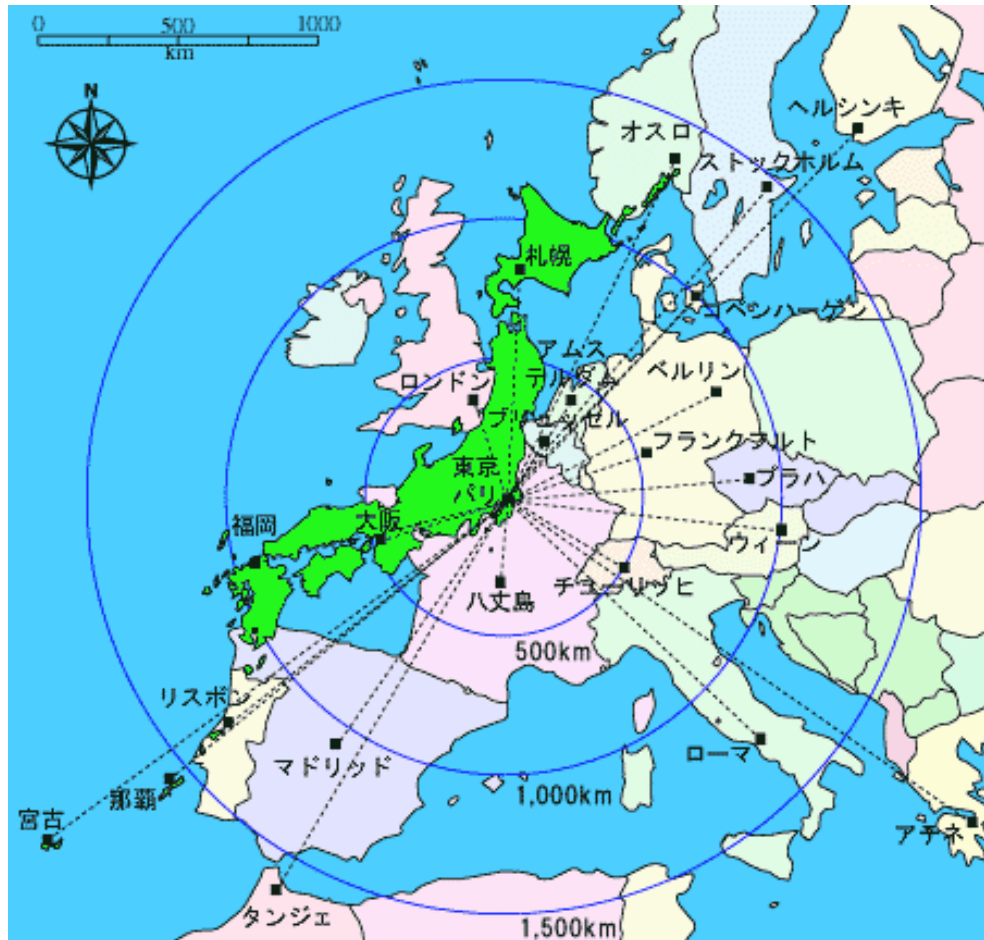 0 500 1000
km
N
ヘルシンキ
オスロ
ストックホルム
札幌
コペンハーゲン
アムス
テルダム
ロンドン
ベルリン
ブリュッセル
フランクフルト
東京
パリ
プラハ
大阪
福岡
ウィーン
チューリッヒ
八丈島
500km
リスボン
マドリッド
ローマ
那覇
1,000km
宮古
アテネ
タンジェ
1,500km